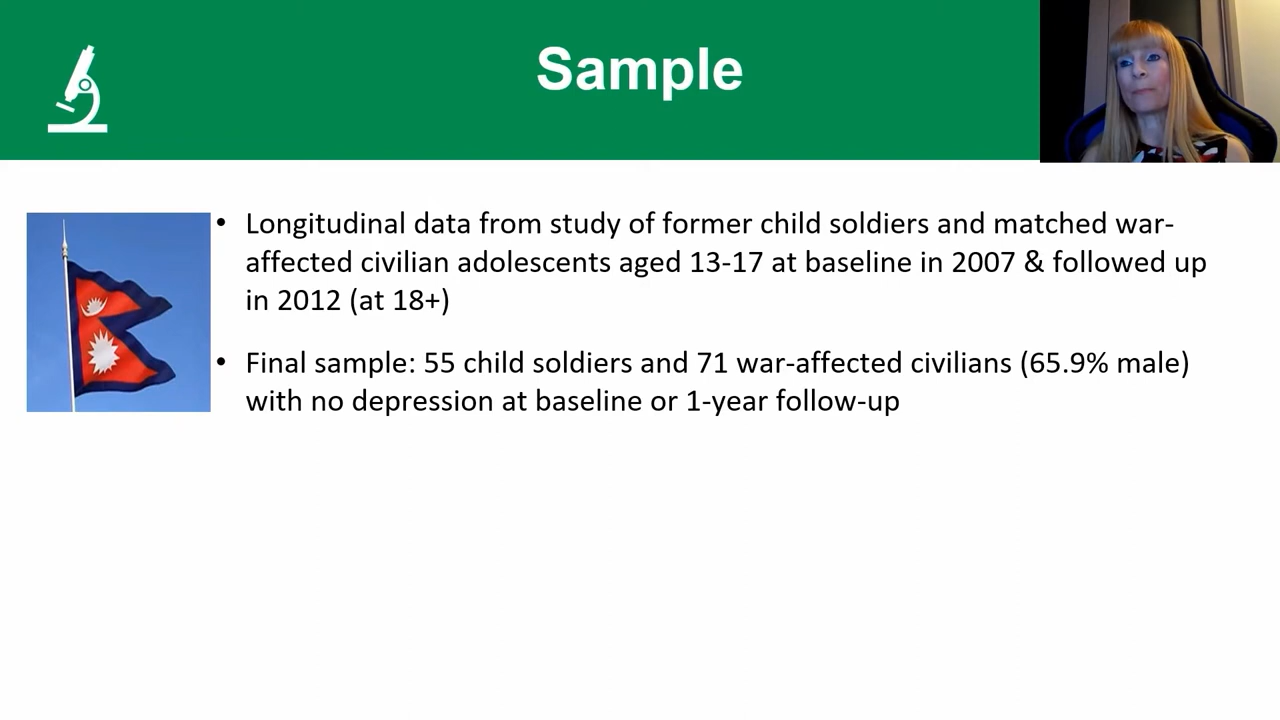 Sample
• Longitudinal data from study of former child soldiers and matched war-
affected civilian adolescents aged 13-17 at baseline in 2007 & followed up
in 2012 (at 18+)
• Final sample: 55 child soldiers and 71 war-affected civilians (65.9% male)
with no depression at baseline or 1-year follow-up